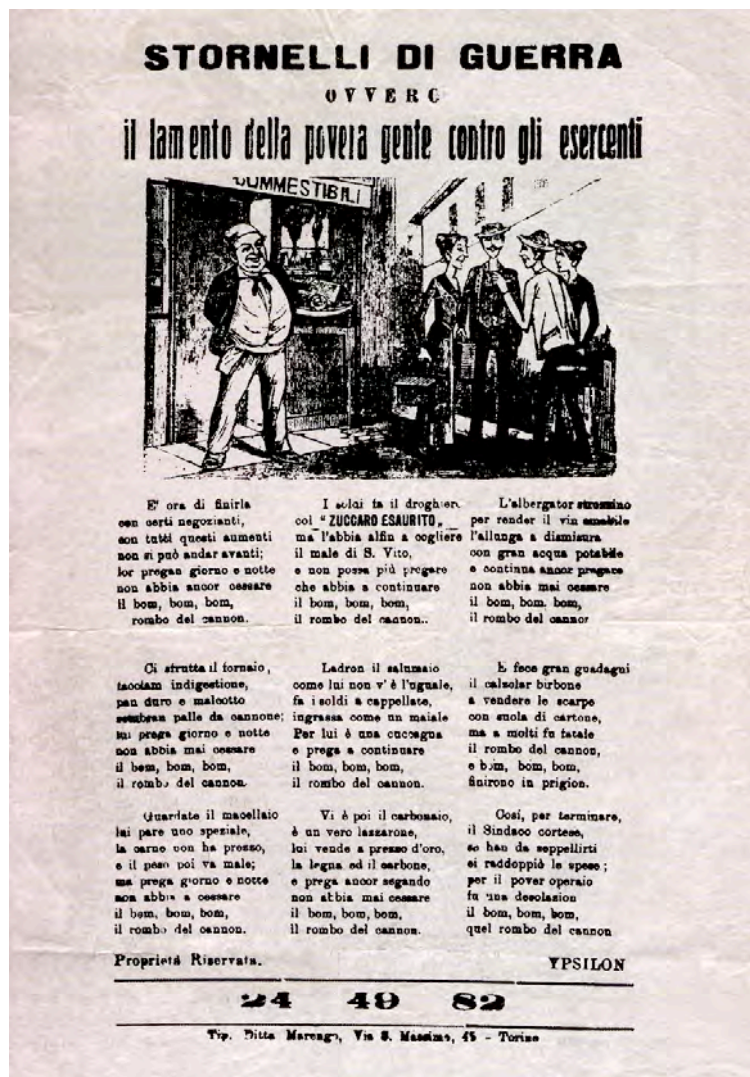 STORNELLI DI GUERRA
OVVERO
il lamento della povera gente contro gli esercenti
COMMESTIBILI
E' ora di finirla
con certi negozianti,
con tutti questi aumenti
non si può andar avanti;
lor pregan giorno e notte
non abbia ancor cessare
il bom, bom, bom,
rombo del cannon.
Ci sfrutta il fornaio,
facciam indigestione,
pan duro e malcotto
sembran palle da cannone;
lui prega giorno e notte
non abbia mai cessare
il bom, bom, bom,
il rombo del cannon.
Guardate il macellaio
lui pare uno speziale,
la carne non ha prezzo,
e il peso poi va male;
ma prega giorno e notte
non abbia a cessare
il bom, bom, bom,
il rombo del cannon.
I soldi fa il droghiere
col "ZUCCARO ESAURITO„
ma l'abbia alfin a cogliere
il male di S. Vito,
e non possa più pregare
che abbia a continuare
il bom, bom, bom,
il rombo del cannon..
Ladron il salumaio
come lui non v' è l'uguale,
fa i soldi a cappellate,
ingrassa come un maiale
Per lui è una cuccagna
e prega a continuare
il bom, bom, bom,
il rombo del cannon.
Vi è poi il carbonaio,
è un vero lazzarone,
lui vende a prezzo d'oro,
la legna ed il carbone,
e prega ancor segando
non abbia mai cessare
il bom, bom, bom,
il rombo del cannon.
L'albergator
per render il vin amabile
l'allunga a dismisura
con gran acqua potabile
e continua ancor pregare
non abbia mai cessare
il bom, bom, bom,
il rombo del cannon
E fece gran guadagni
il calzolar birbone
a vendere le scarpe
con suola di cartone,
ma a molti fu fatale
il rombo del cannon,
e bom, bom, bom,
finirono in prigion.
Così, per terminare,
il Sindaco cortese,
se han da seppellirti
ei raddoppiò le spese;
per il pover operaio
fu una desolazion
il bom, bom, bom,
quel rombo del cannon
Proprietà Riservata.
YPSILON
24 49 82
Tip. Ditta Marengo, Via S. Massimo, 45 - Torino